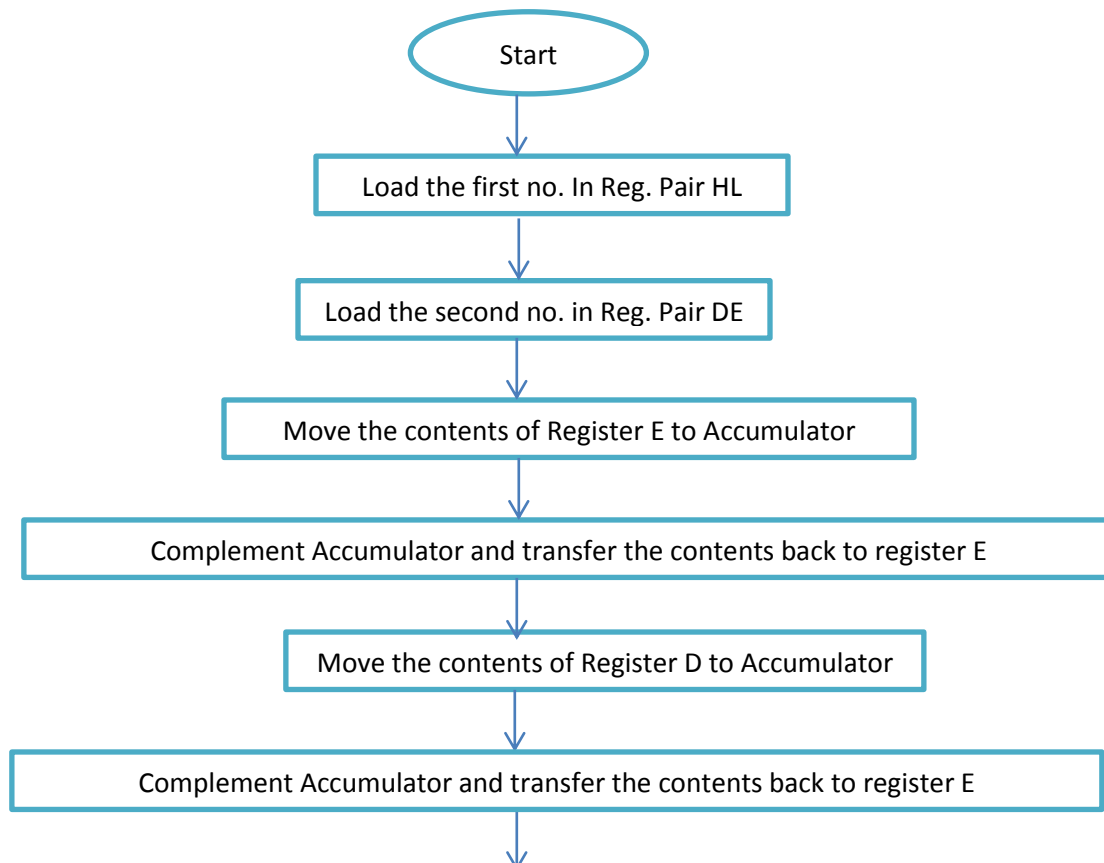 Start
Load the first no. In Reg. Pair HL
Load the second no. in Reg. Pair DE
Move the contents of Register E to Accumulator
Complement Accumulator and transfer the contents back to register E
Move the contents of Register D to Accumulator
Complement Accumulator and transfer the contents back to register E